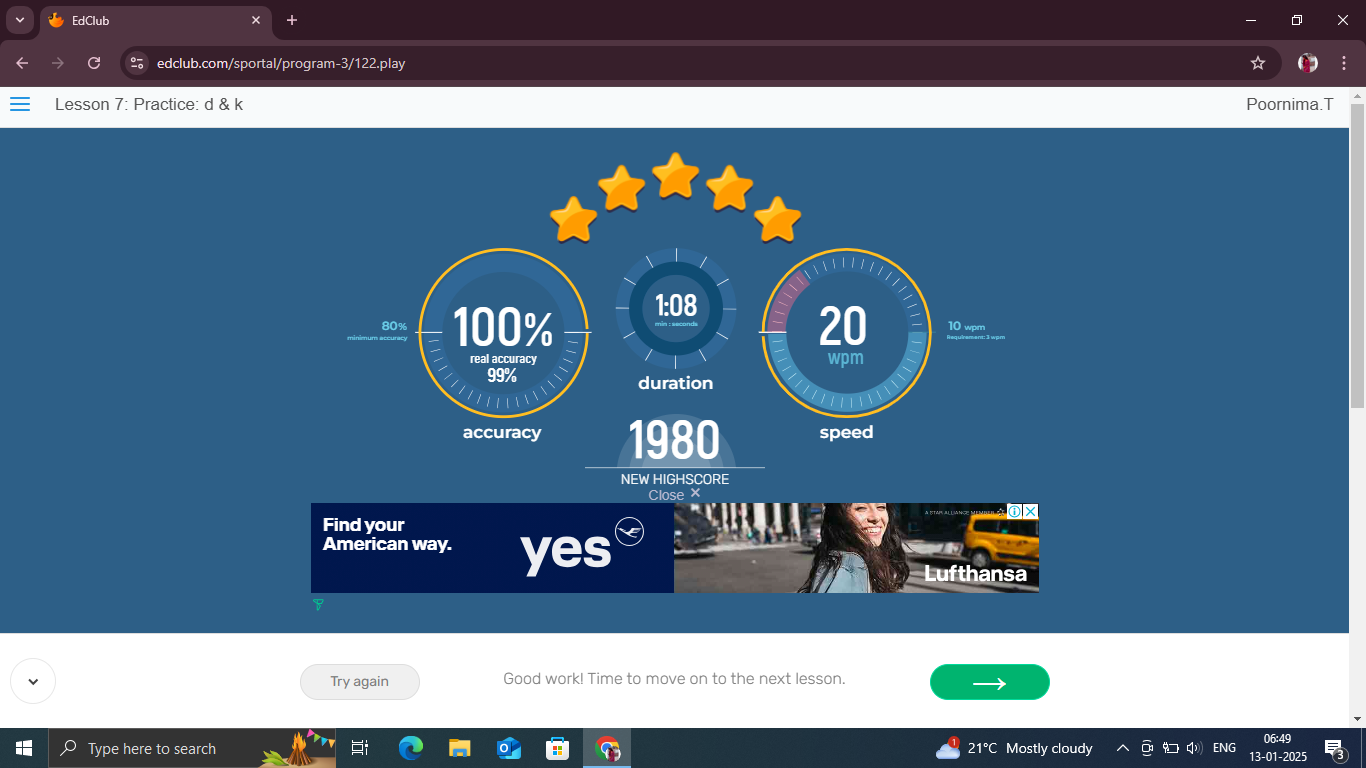 EdClub
edclub.com/sportal/program-3/122.play
Lesson 7: Practice: d & k
Poornima.T
80%
minimum accuracy
100%
real accuracy
99%
accuracy
1:08
min : seconds
duration
20
wpm
speed
10 wpm
Requirement: 3 wpm
1980
NEW HIGHSCORE
Close ×
Find your
American way.
yes
A STAR ALLIANCE MEMBER
Lufthansa
Try again
Good work! Time to move on to the next lesson.
Type here to search
1
21°C Mostly cloudy
ENG
06:49
13-01-2025
3